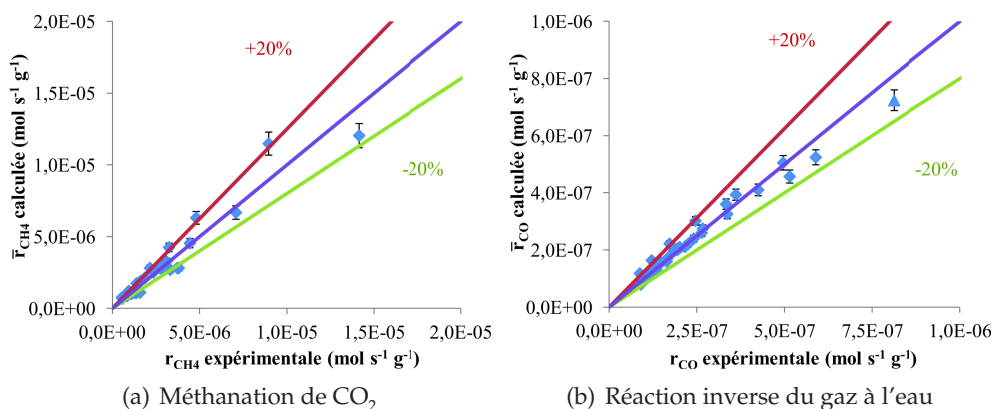 2,0E-05
1,5E-05
1,0E-05
5,0E-06
0,0E+00
r̅CH4 calculée (mol s-1 g-1)
+20%
-20%
0,0E+00 5,0E-06 1,0E-05 1,5E-05 2,0E-05
rCH4 expérimentale (mol s-1 g-1)
(a) Méthanation de CO2
1,0E-06
8,0E-07
6,0E-07
4,0E-07
2,0E-07
0,0E+00
r̅CO calculée (mol s-1 g-1)
+20%
-20%
0,0E+00 2,5E-07 5,0E-07 7,5E-07 1,0E-06
rCO expérimentale (mol s-1 g-1)
(b) Réaction inverse du gaz à l’eau